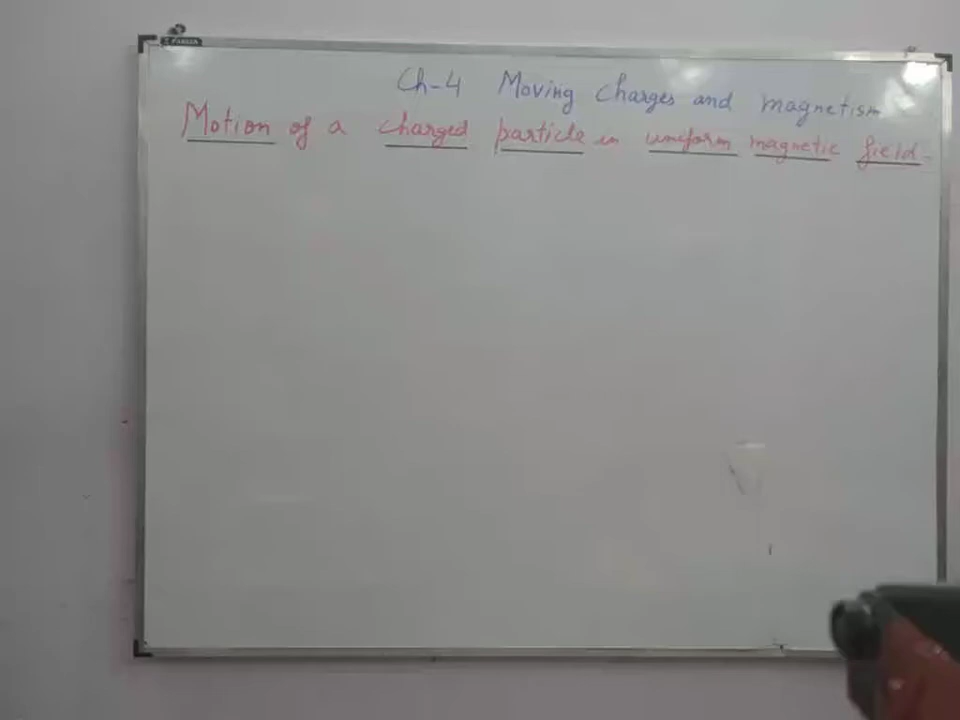 Ch-4 Moving Charges and magnetism
Motion of a charged particle in uniform magnetic field-